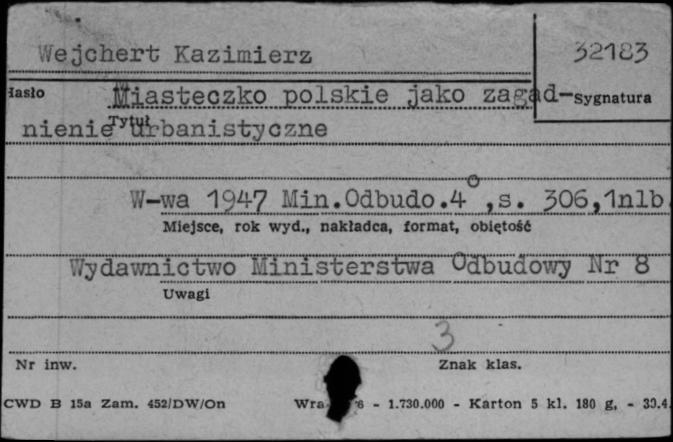 Wejchert Kazimierz
32183
Hasło
Miasteczko polskie jako zagad-
Sygnatura
nienie urbanistyczne
Tytuł
W-wa 1947 Min.Odbudo.4°,s. 306,1nlb.
Miejsce, rok wyd., nakładca, format, objętość
Wydawnictwo Ministerstwa Odbudowy Nr 8
Uwagi
3
Nr inw.
Znak klas.
CWD B 15a Zam. 452/DW/On
- 1.730.000 - Karton 5 kl. 180 g.